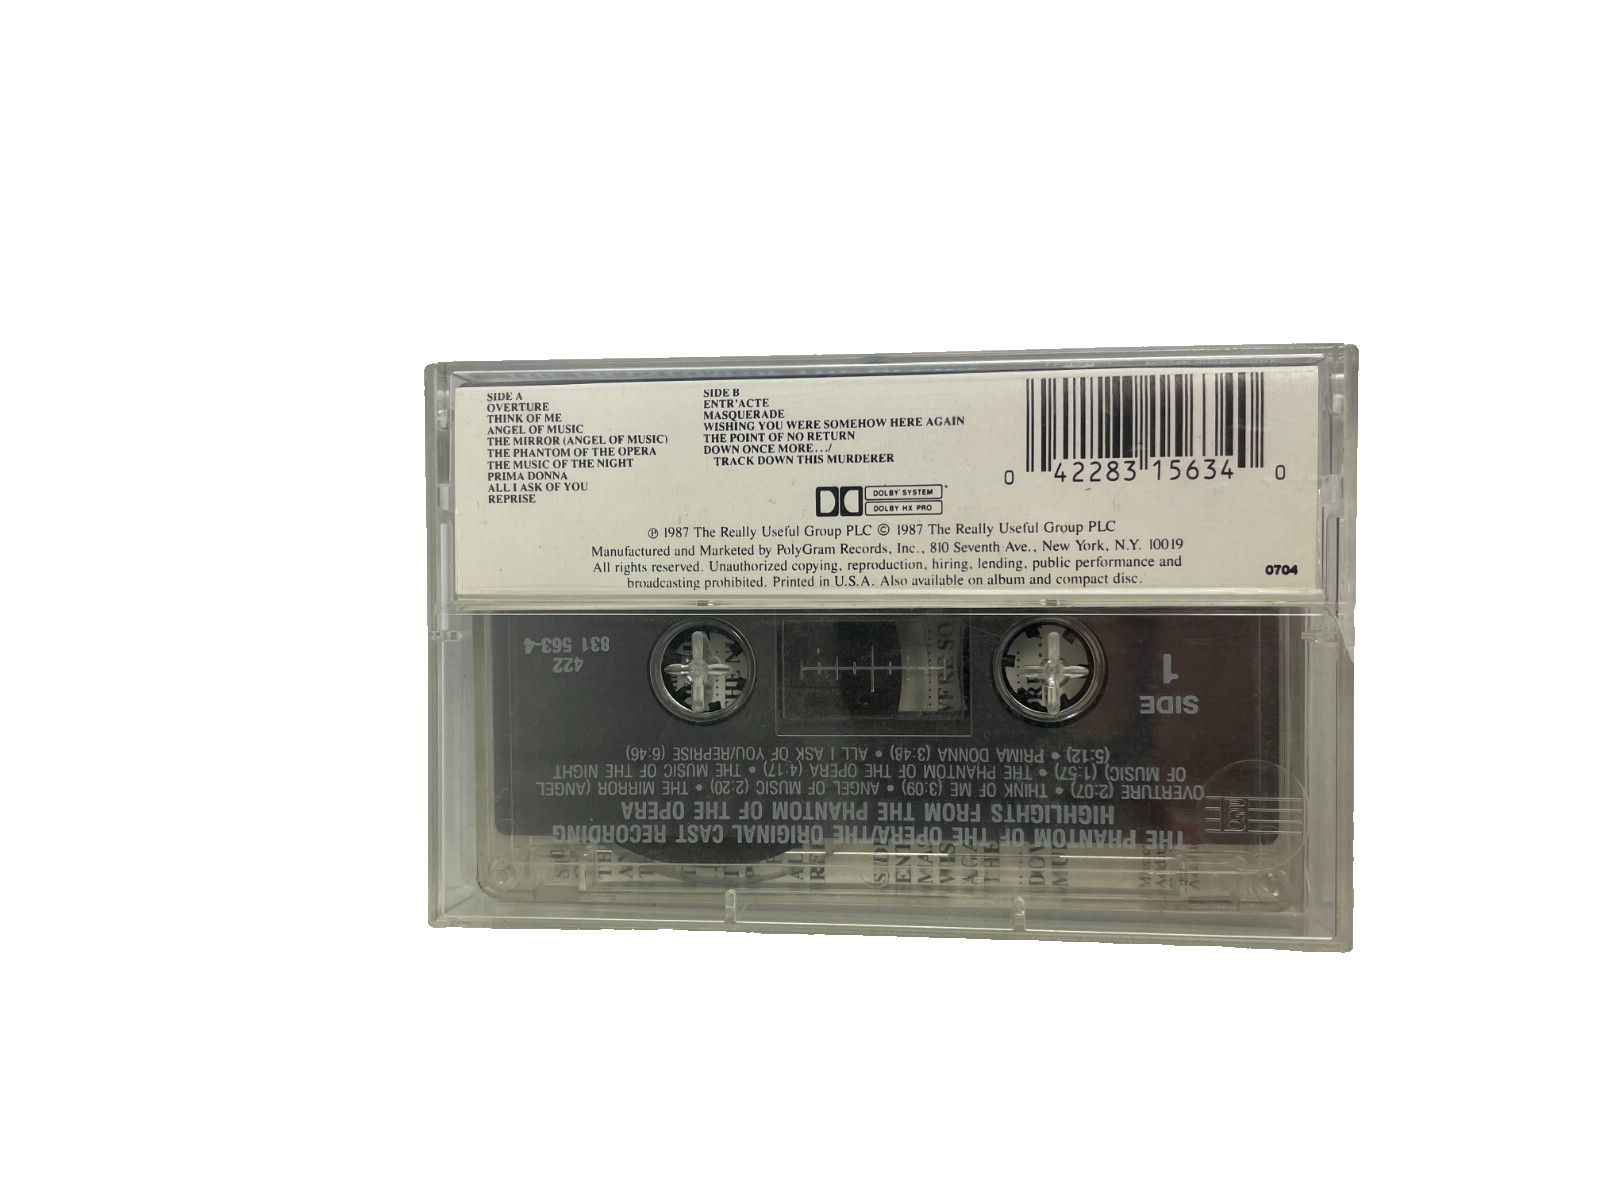 SIDE A
OVERTURE
THINK OF ME
ANGEL OF MUSIC
THE MIRROR (ANGEL OF MUSIC)
THE PHANTOM OF THE OPERA
THE MUSIC OF THE NIGHT
PRIMA DONNA
ALL I ASK OF YOU
REPRISE
SIDE B
ENTR'ACTE
MASQUERADE
WISHING YOU WERE SOMEHOW HERE AGAIN
THE POINT OF NO RETURN
DOWN ONCE MORE.../
TRACK DOWN THIS MURDERER
0 42283 15634 0
DOLBY SYSTEM
DOLBY HX PRO
℗ 1987 The Really Useful Group PLC © 1987 The Really Useful Group PLC
Manufactured and Marketed by PolyGram Records, Inc., 810 Seventh Ave., New York, N.Y. 10019
All rights reserved. Unauthorized copying, reproduction, hiring, lending, public performance and
broadcasting prohibited. Printed in U.S.A. Also available on album and compact disc.
0704
THE PHANTOM OF THE OPERA/THE ORIGINAL CAST RECORDING
HIGHLIGHTS FROM THE PHANTOM OF THE OPERA
OVERTURE (2:07) • THINK OF ME (3:09) • ANGEL OF MUSIC (2:20) • THE MIRROR (ANGEL
OF MUSIC) (1:57) • THE PHANTOM OF THE OPERA (4:17) • THE MUSIC OF THE NIGHT
(5:12) • PRIMA DONNA (3:48) • ALL I ASK OF YOU/REPRISE (6:46)
SIDE
1
422
831 563-4